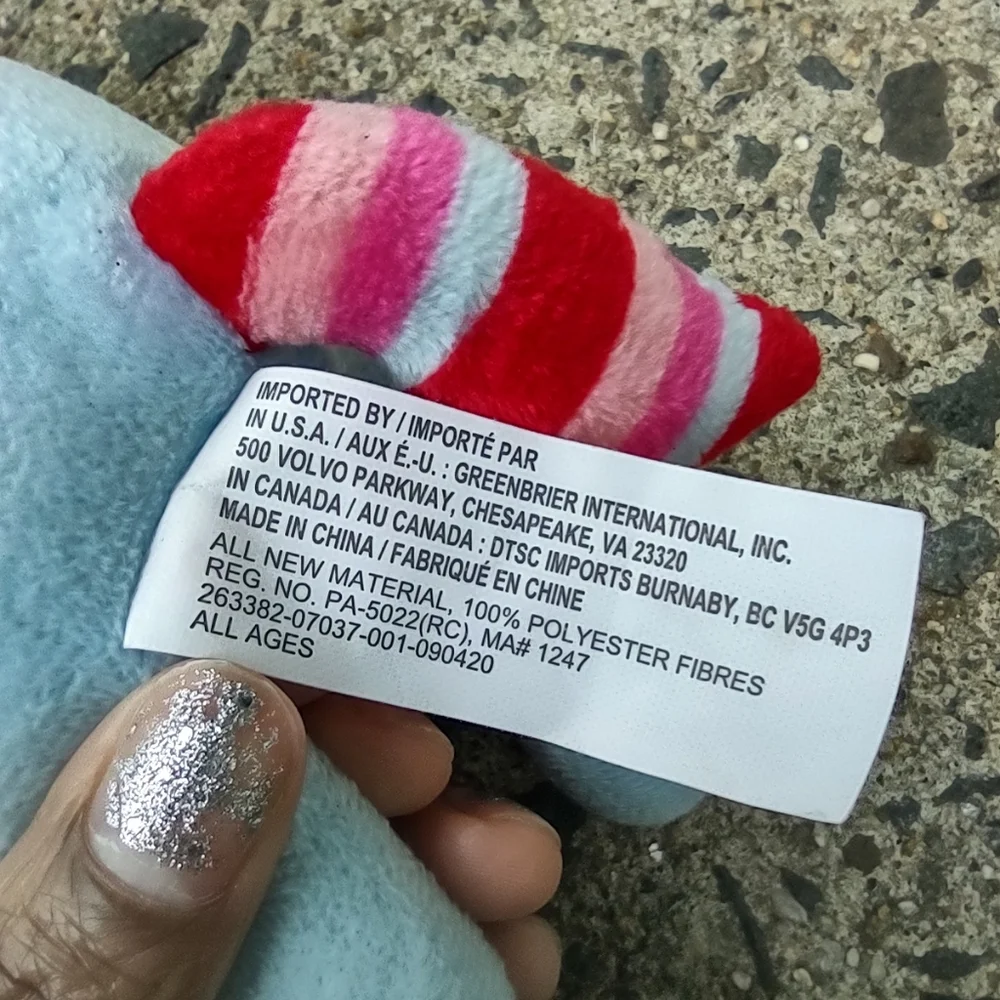 IMPORTED BY / IMPORTÉ PAR
IN U.S.A. / AUX É.-U. : GREENBRIER INTERNATIONAL, INC.
500 VOLVO PARKWAY, CHESAPEAKE, VA 23320
IN CANADA / AU CANADA : DTSC IMPORTS BURNABY, BC V5G 4P3
MADE IN CHINA / FABRIQUÉ EN CHINE
ALL NEW MATERIAL, 100% POLYESTER FIBRES
REG. NO. PA-5022(RC), MA# 1247
263382-07037-001-090420
ALL AGES